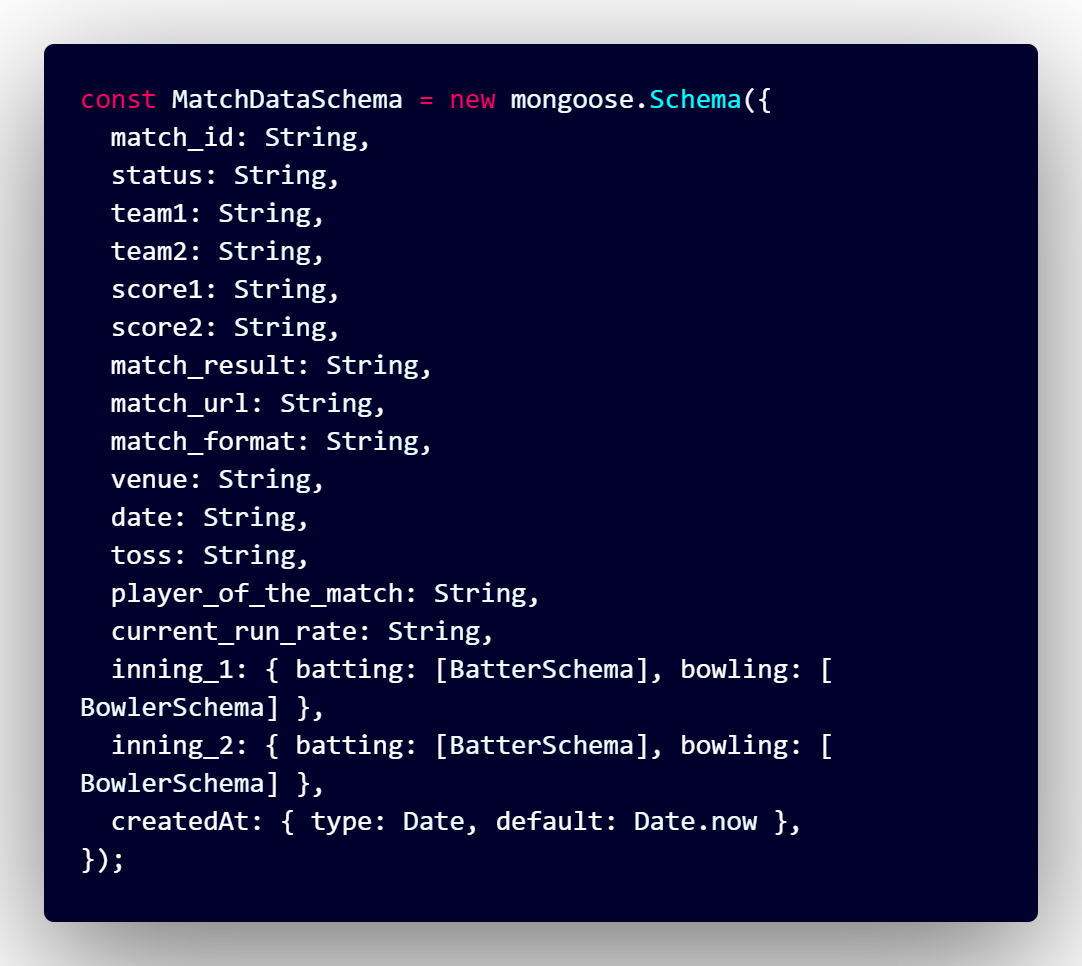 const MatchDataSchema = new mongoose.Schema({
  match_id: String,
  status: String,
  team1: String,
  team2: String,
  score1: String,
  score2: String,
  match_result: String,
  match_url: String,
  match_format: String,
  venue: String,
  date: String,
  toss: String,
  player_of_the_match: String,
  current_run_rate: String,
  inning_1: { batting: [BatterSchema], bowling: [
BowlerSchema] },
  inning_2: { batting: [BatterSchema], bowling: [
BowlerSchema] },
  createdAt: { type: Date, default: Date.now },
});